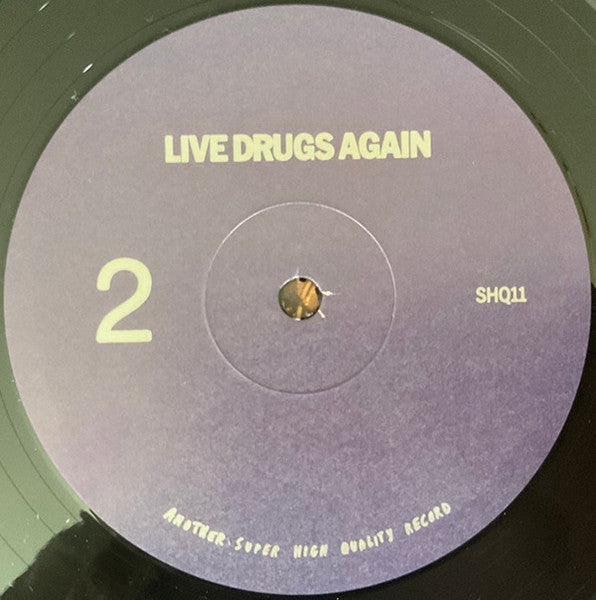 LIVE DRUGS AGAIN
2
SHQ11
ANOTHER SUPER HIGH QUALITY RECORD